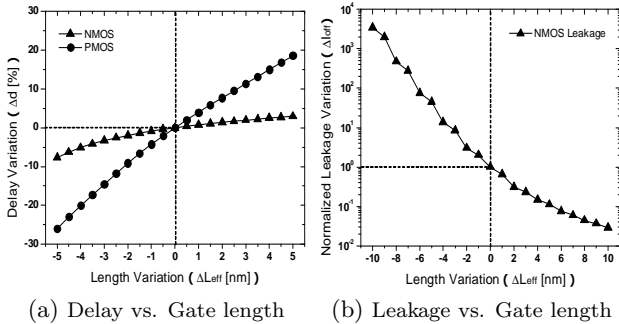 NMOS
PMOS
Delay Variation ( Δd [%] )
30
20
10
0
-10
-20
-30
-5 -4 -3 -2 -1 0 1 2 3 4 5
Length Variation ( ΔLeff [nm] )
(a) Delay vs. Gate length
NMOS Leakage
Normalized Leakage Variation ( ΔIoff )
10^4
10^3
10^2
10^1
10^0
10^-1
10^-2
-10 -8 -6 -4 -2 0 2 4 6 8 10
Length Variation ( ΔLeff [nm] )
(b) Leakage vs. Gate length